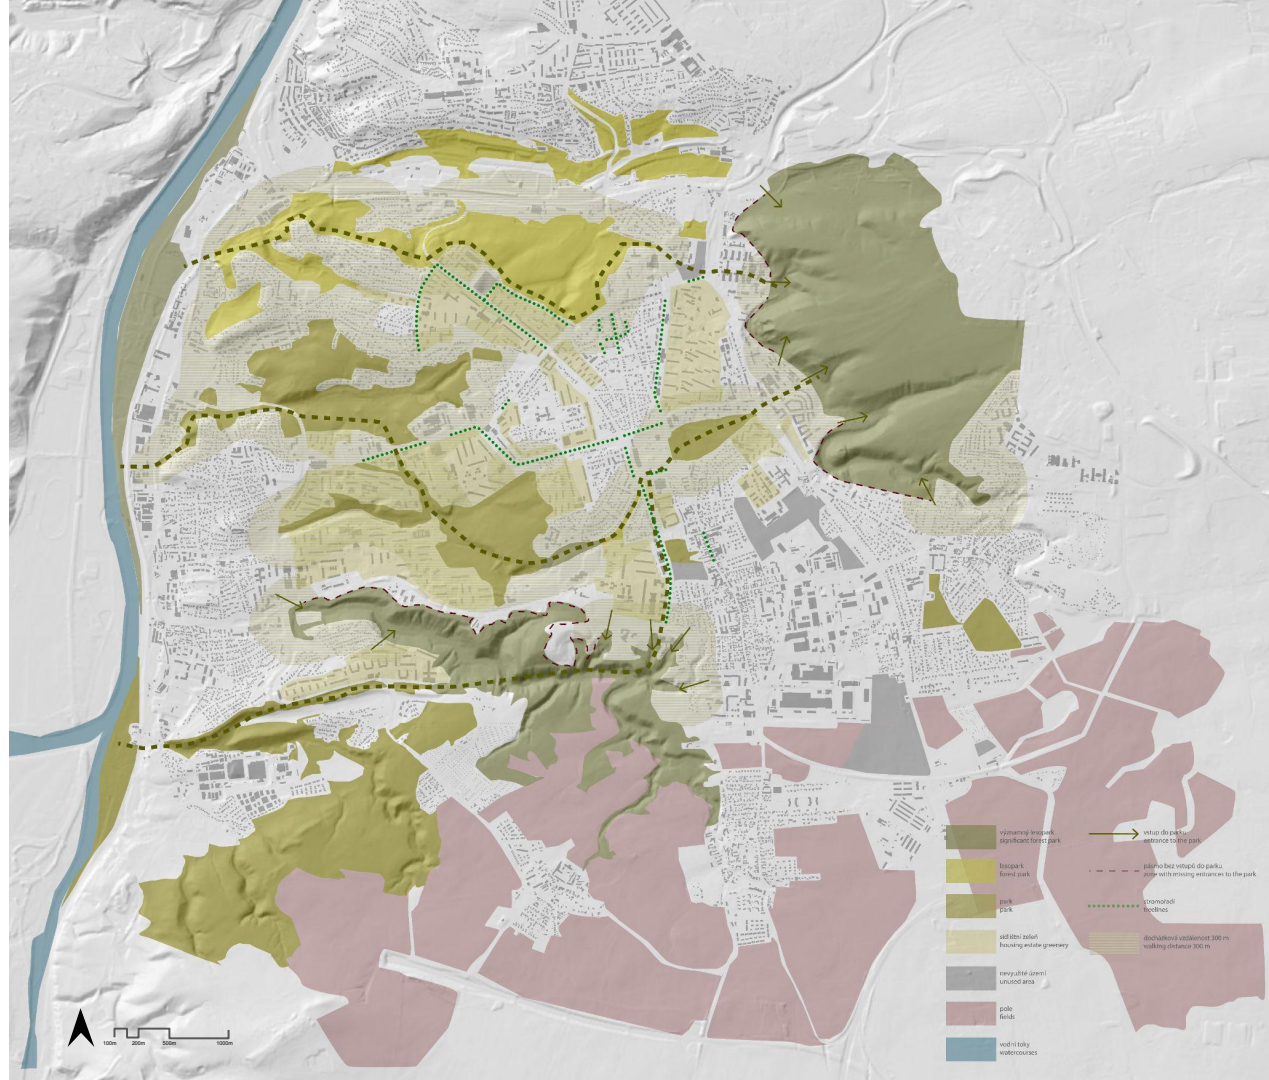 významný lesopark
significant forest park
lesopark
forest park
park
park
sídlištní zeleň
housing estate greenery
nevyužité území
unused area
pole
fields
vodní toky
watercourses
vstup do parku
entrance to the park
pásmo bez vstupů do parku
zone with missing entrances to the park
stromořadí
treelines
docházková vzdálenost 300 m
walking distance 300 m
100m 200m 500m 1000m